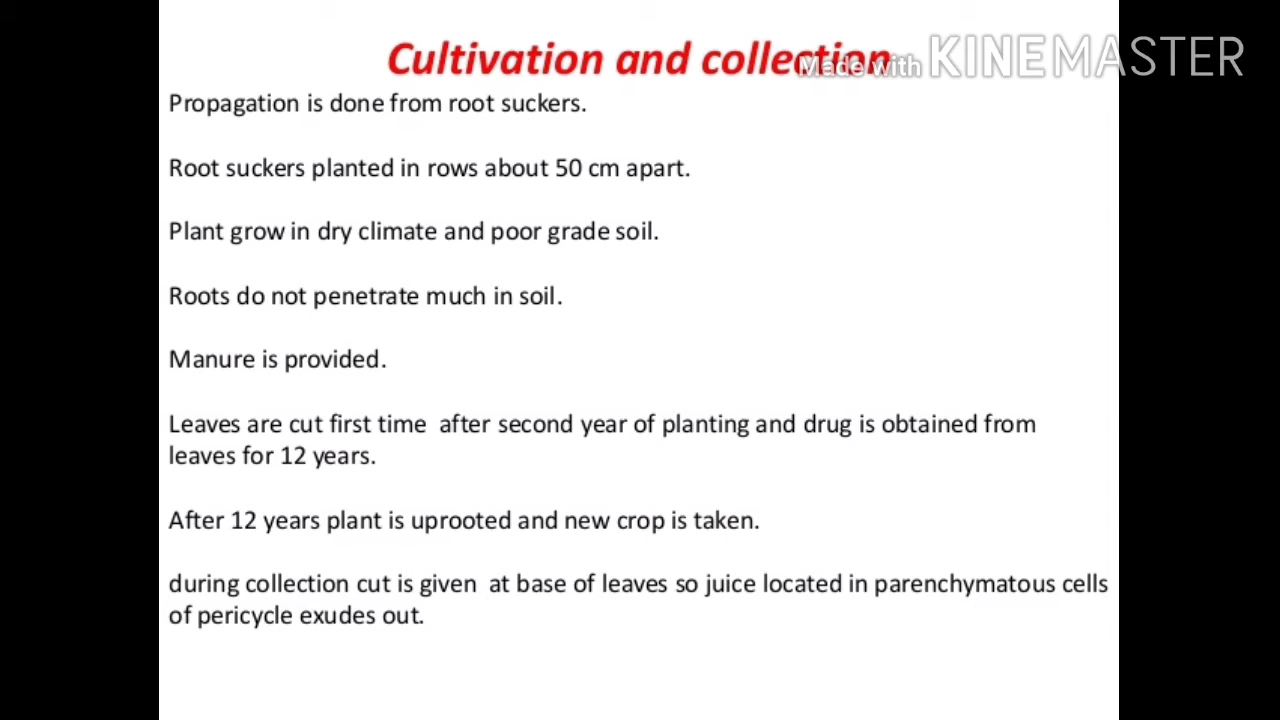 Cultivation and collection
Made with KINEMASTER
Propagation is done from root suckers.
Root suckers planted in rows about 50 cm apart.
Plant grow in dry climate and poor grade soil.
Roots do not penetrate much in soil.
Manure is provided.
Leaves are cut first time  after second year of planting and drug is obtained from
leaves for 12 years.
After 12 years plant is uprooted and new crop is taken.
during collection cut is given  at base of leaves so juice located in parenchymatous cells
of pericycle exudes out.